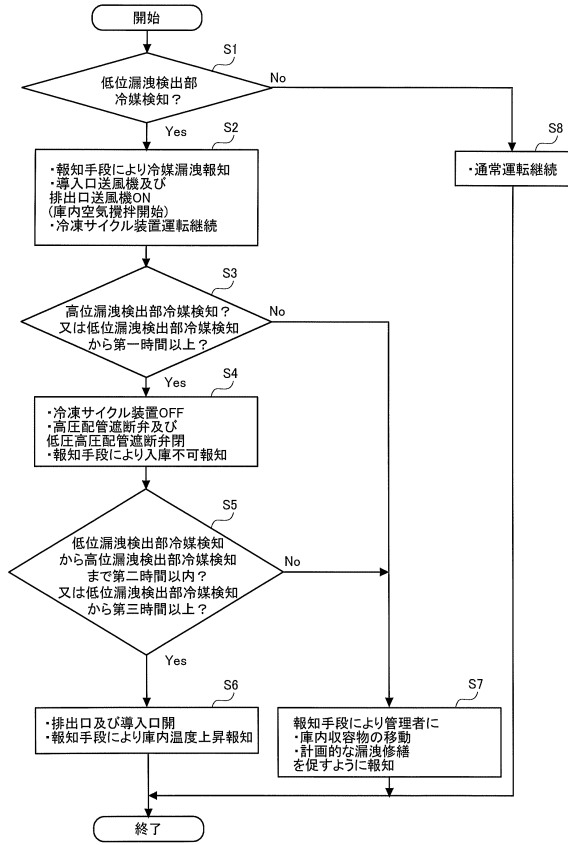 開始
S1
低位漏洩検出部
冷媒検知？
No
Yes
S2
・報知手段により冷媒漏洩報知
・導入口送風機及び
排出口送風機ON
(庫内空気攪拌開始)
・冷凍サイクル装置運転継続
S8
・通常運転継続
S3
高位漏洩検出部冷媒検知？
又は低位漏洩検出部冷媒検知
から第一時間以上？
No
Yes
S4
・冷凍サイクル装置OFF
・高圧配管遮断弁及び
低圧高圧配管遮断弁閉
・報知手段により入庫不可報知
S5
低位漏洩検出部冷媒検知
から高位漏洩検出部冷媒検知
まで第二時間以内？
又は低位漏洩検出部冷媒検知
から第三時間以上？
No
Yes
S6
・排出口及び導入口開
・報知手段により庫内温度上昇報知
S7
報知手段により管理者に
・庫内収容物の移動
・計画的な漏洩修繕
を促すように報知
終了